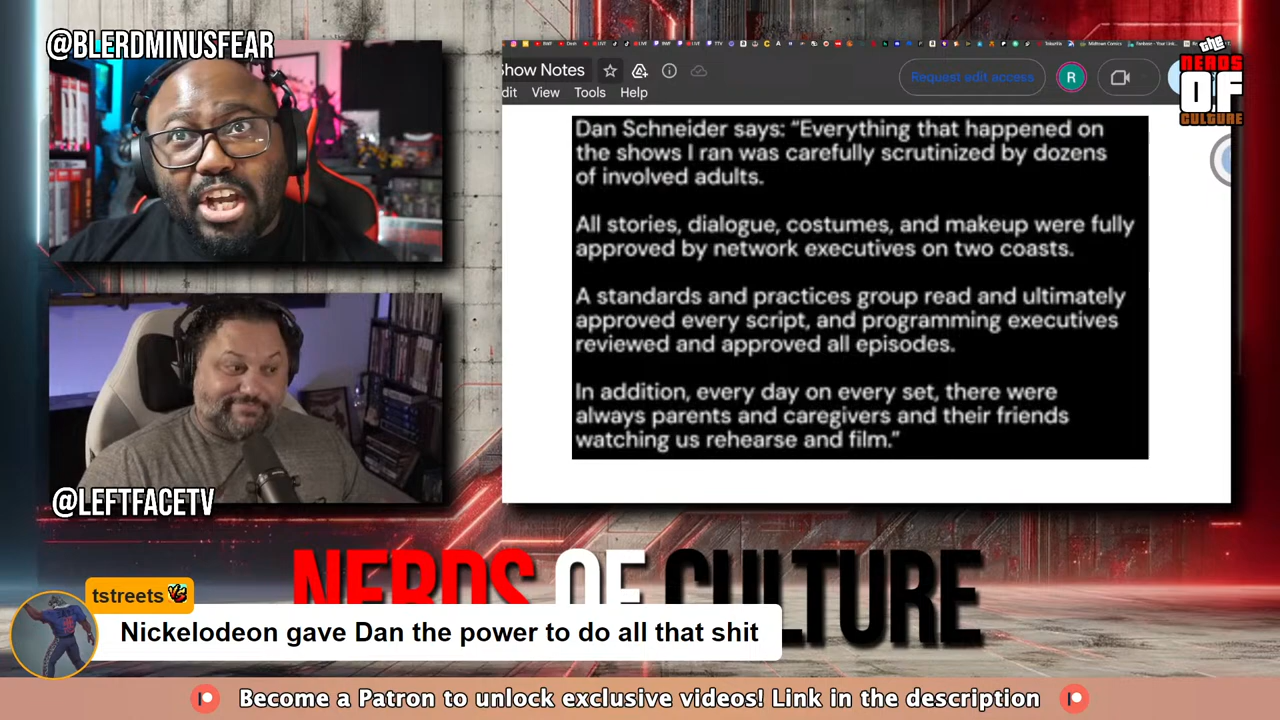 @BLERDMINUSFEAR
Show Notes
Request edit access
R
the
NERDS
OF
CULTURE
dit View Tools Help
Dan Schneider says: “Everything that happened on
the shows I ran was carefully scrutinized by dozens
of involved adults.
All stories, dialogue, costumes, and makeup were fully
approved by network executives on two coasts.
A standards and practices group read and ultimately
approved every script, and programming executives
reviewed and approved all episodes.
In addition, every day on every set, there were
always parents and caregivers and their friends
watching us rehearse and film.”
@LEFTFACETV
NERDS OF CULTURE
tstreets
Nickelodeon gave Dan the power to do all that shit
Become a Patron to unlock exclusive videos! Link in the description